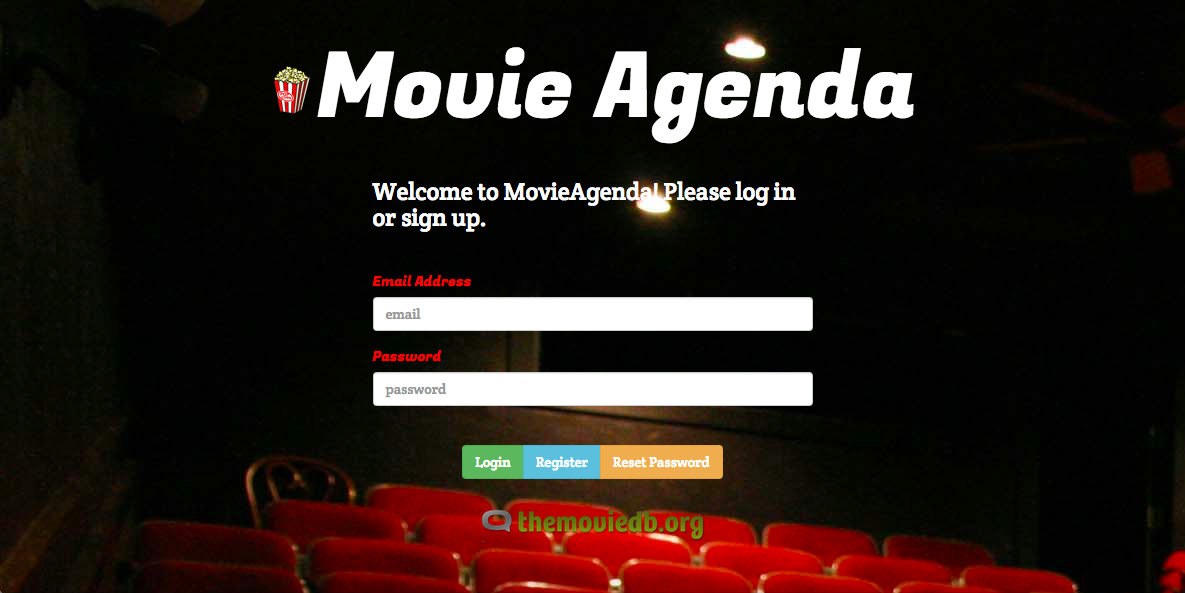 Movie Agenda
Welcome to MovieAgenda! Please log in
or sign up.
Email Address
email
Password
password
Login Register Reset Password
themoviedb.org